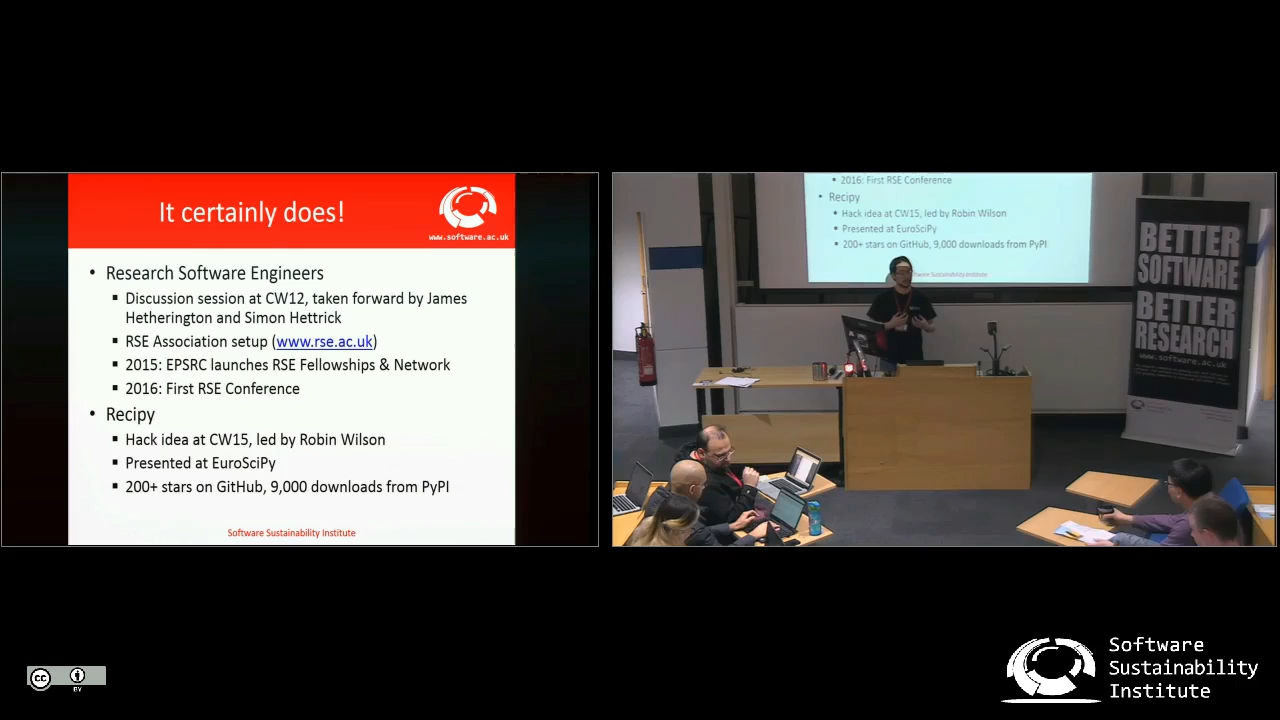 It certainly does!
www.software.ac.uk
• Research Software Engineers
▪ Discussion session at CW12, taken forward by James
Hetherington and Simon Hettrick
▪ RSE Association setup (www.rse.ac.uk)
▪ 2015: EPSRC launches RSE Fellowships & Network
▪ 2016: First RSE Conference
• Recipy
▪ Hack idea at CW15, led by Robin Wilson
▪ Presented at EuroSciPy
▪ 200+ stars on GitHub, 9,000 downloads from PyPI
Software Sustainability Institute
▪ 2016: First RSE Conference
• Recipy
▪ Hack idea at CW15, led by Robin Wilson
▪ Presented at EuroSciPy
▪ 200+ stars on GitHub, 9,000 downloads from PyPI
Software Sustainability Institute
BETTER
SOFTWARE
BETTER
RESEARCH
www.software.ac.uk
cc
BY
Software
Sustainability
Institute